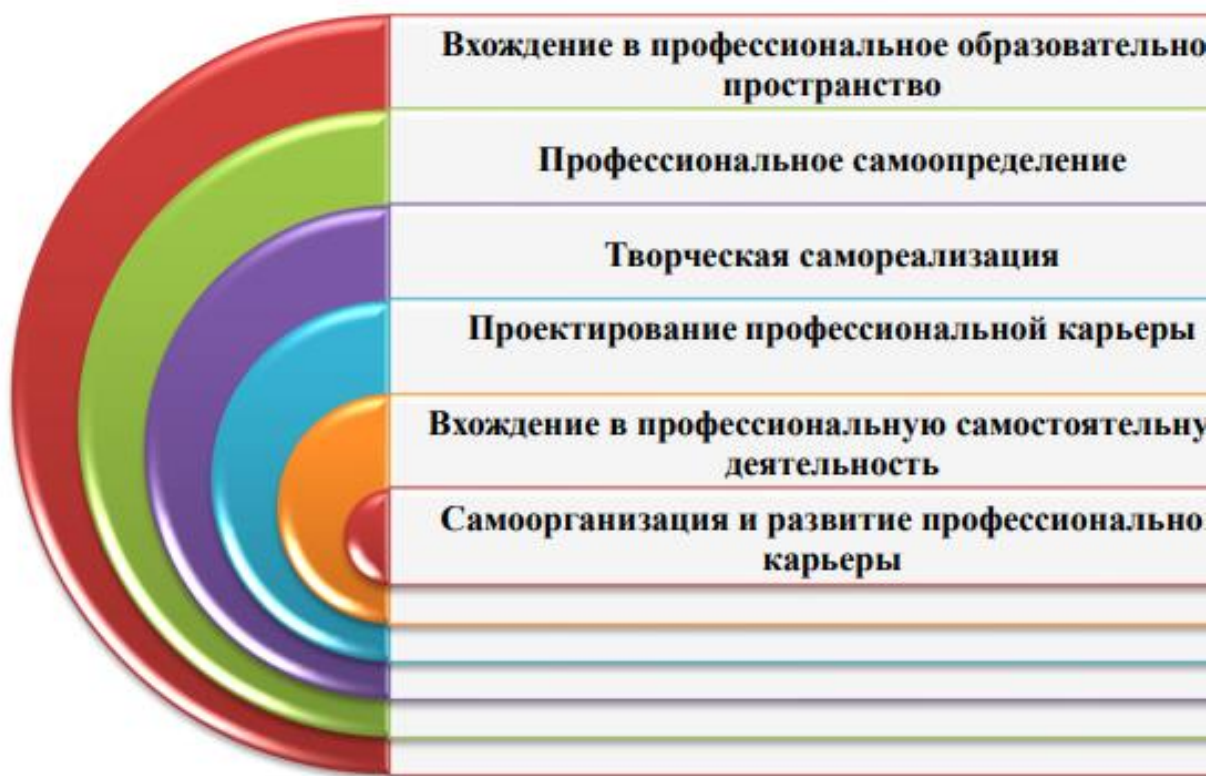 Вхождение в профессиональное образовательно
пространство
Профессиональное самоопределение
Творческая самореализация
Проектирование профессиональной карьеры
Вхождение в профессиональную самостоятельну
деятельность
Самоорганизация и развитие профессионально
карьеры